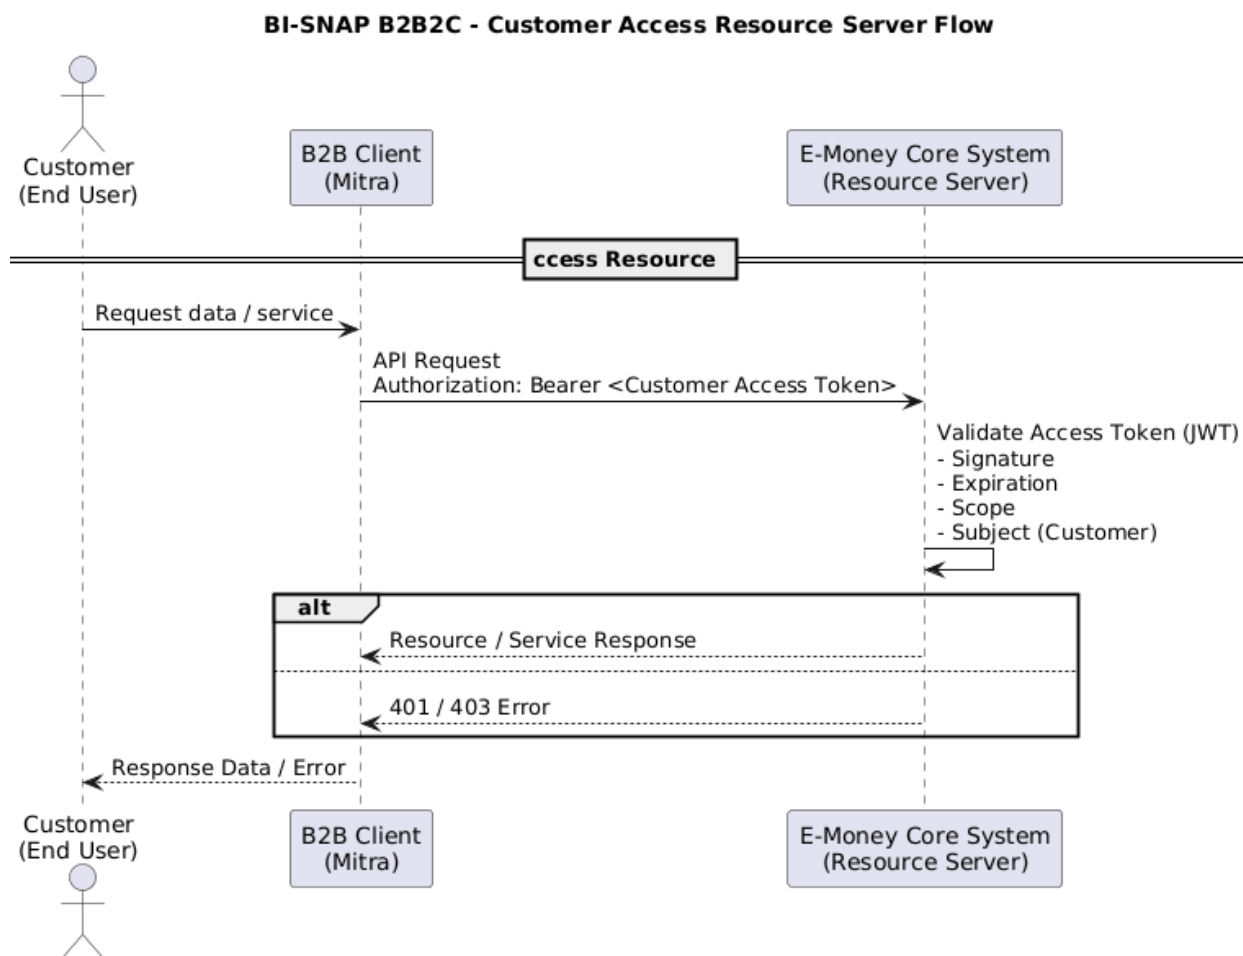 BI-SNAP B2B2C - Customer Access Resource Server Flow
Customer
(End User)
B2B Client
(Mitra)
E-Money Core System
(Resource Server)
ccess Resource
Request data / service
API Request
Authorization: Bearer <Customer Access Token>
Validate Access Token (JWT)
- Signature
- Expiration
- Scope
- Subject (Customer)
alt
Resource / Service Response
401 / 403 Error
Response Data / Error
Customer
(End User)
B2B Client
(Mitra)
E-Money Core System
(Resource Server)